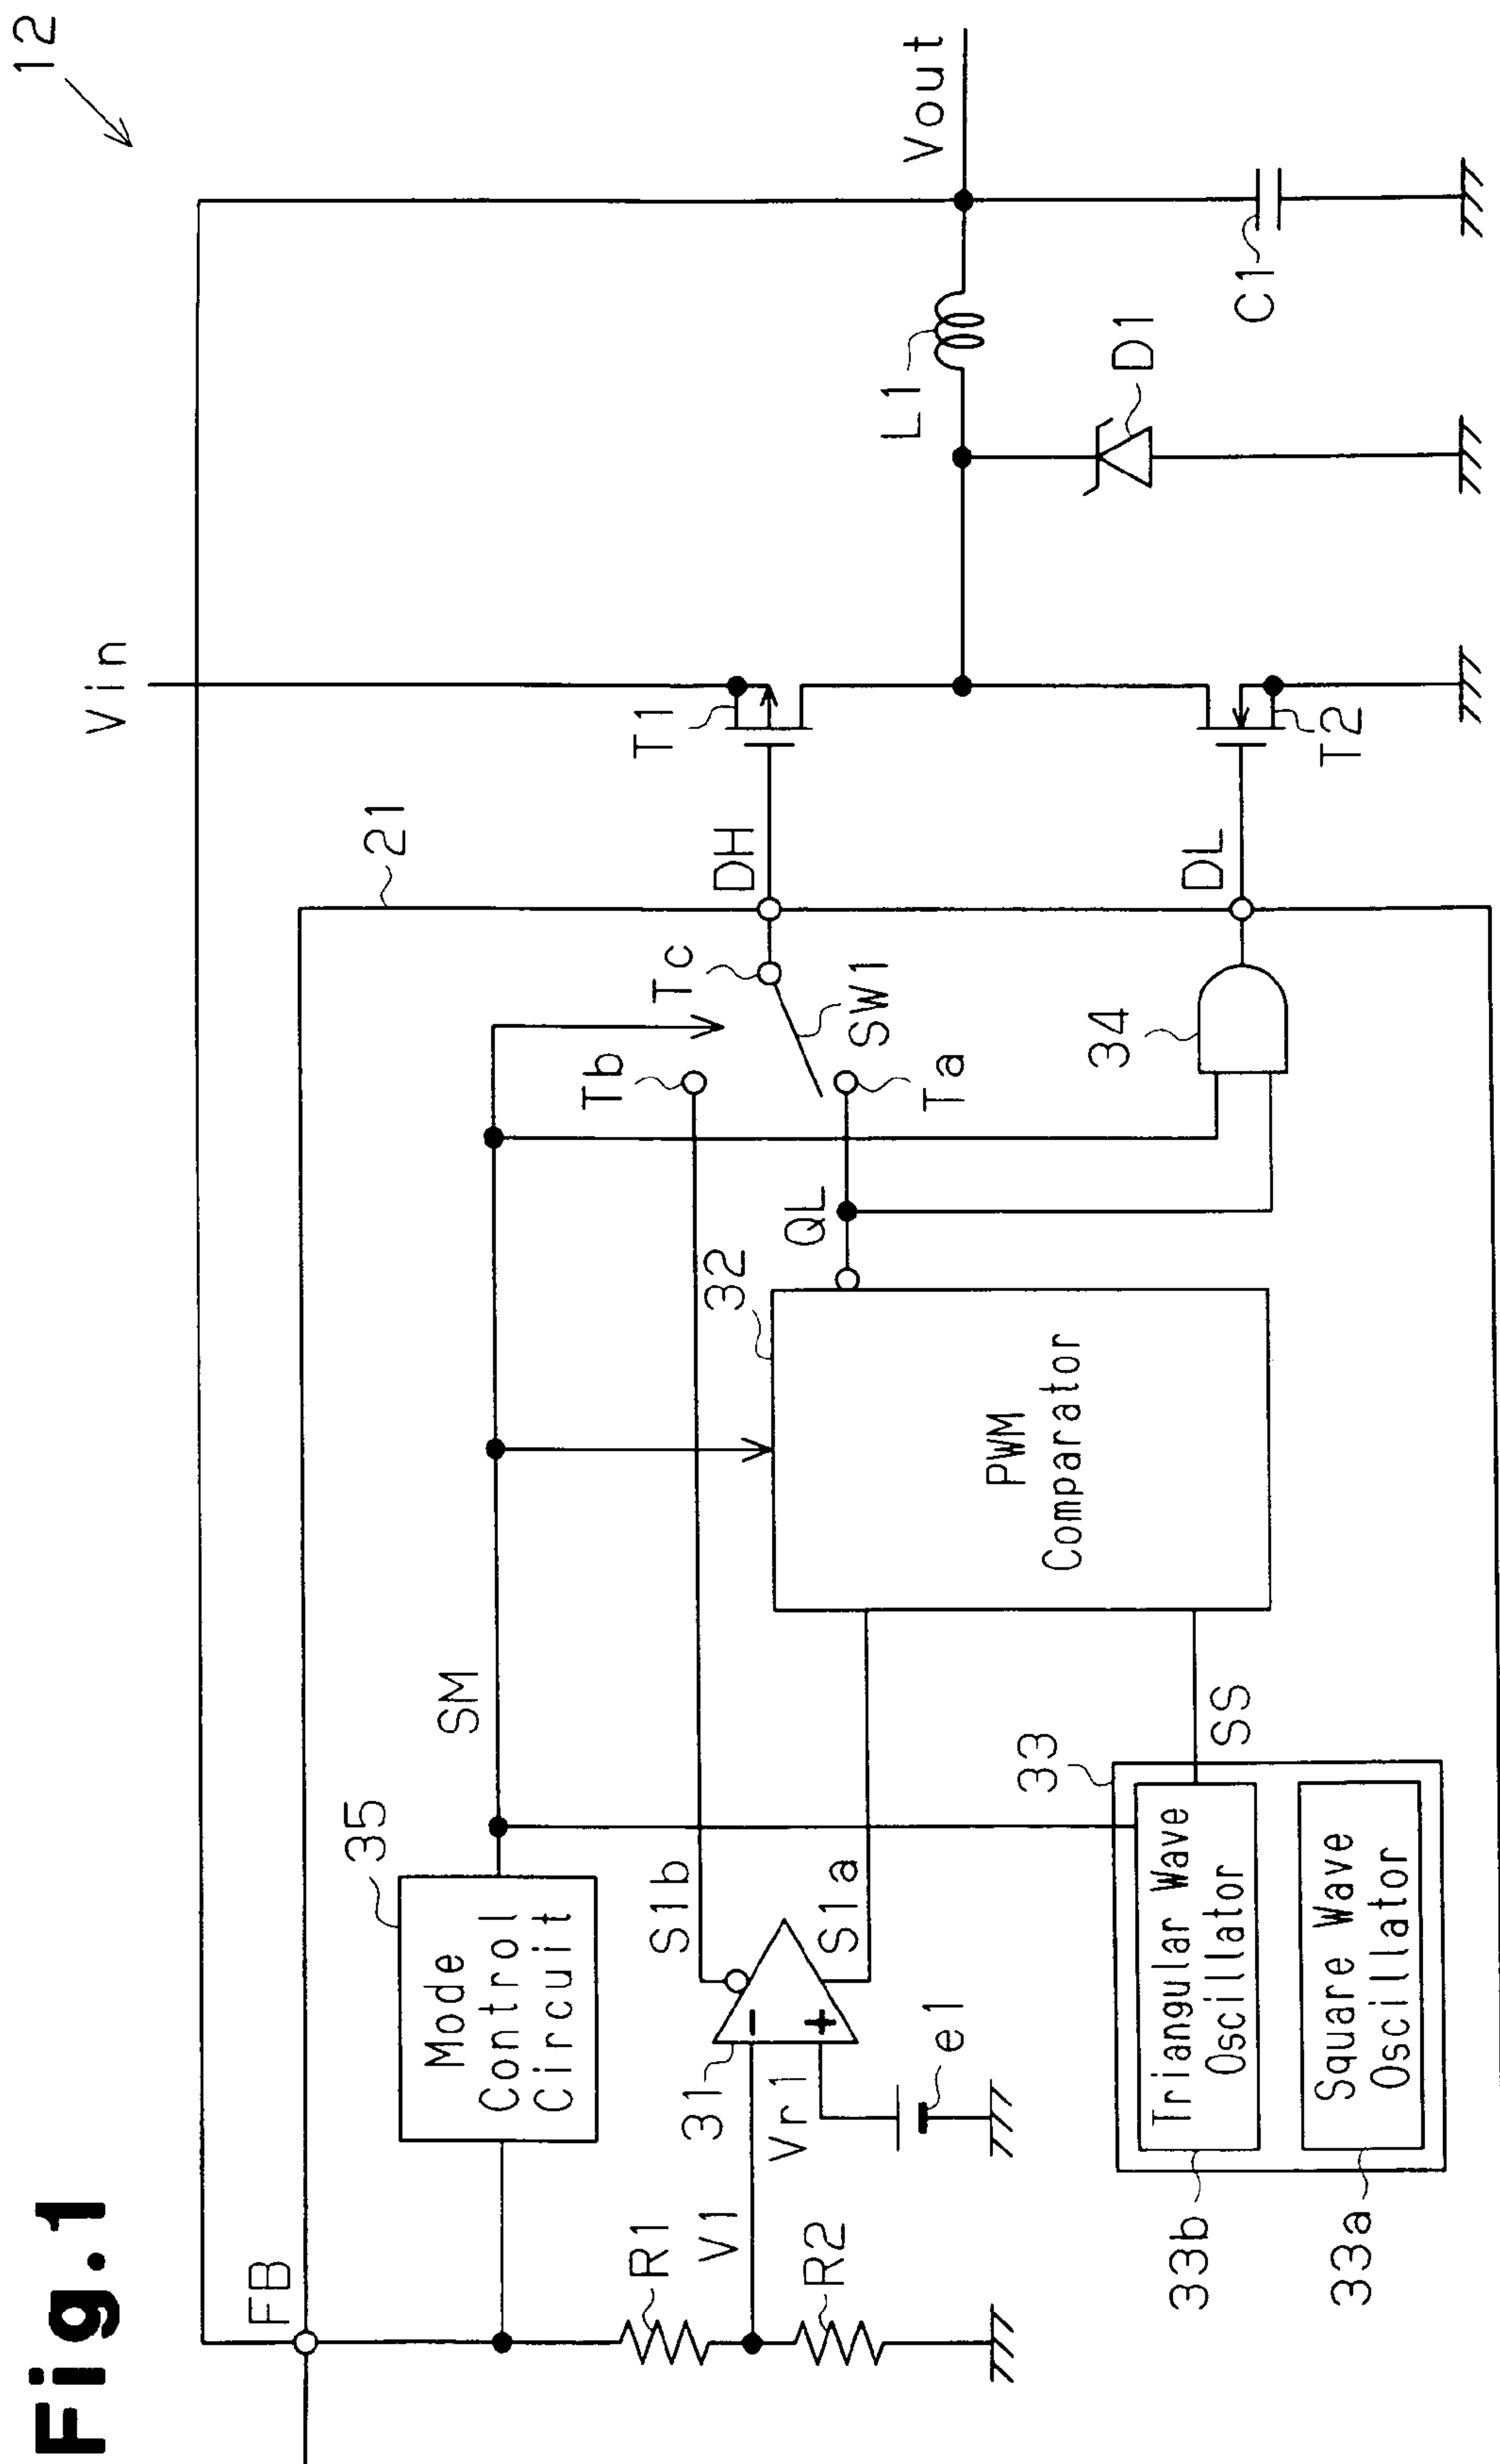 Fig.1
12
Vin
Vout
FB
21
35
Mode
Control
Circuit
SM
R1
V1
R2
31
S1b
S1a
Vr1
e1
32
PWM
Comparator
QL
Tb
Tc
SW1
Ta
DH
T1
L1
D1
C1
34
DL
T2
33
SS
Triangular Wave
Oscillator
Square Wave
Oscillator
33b
33a